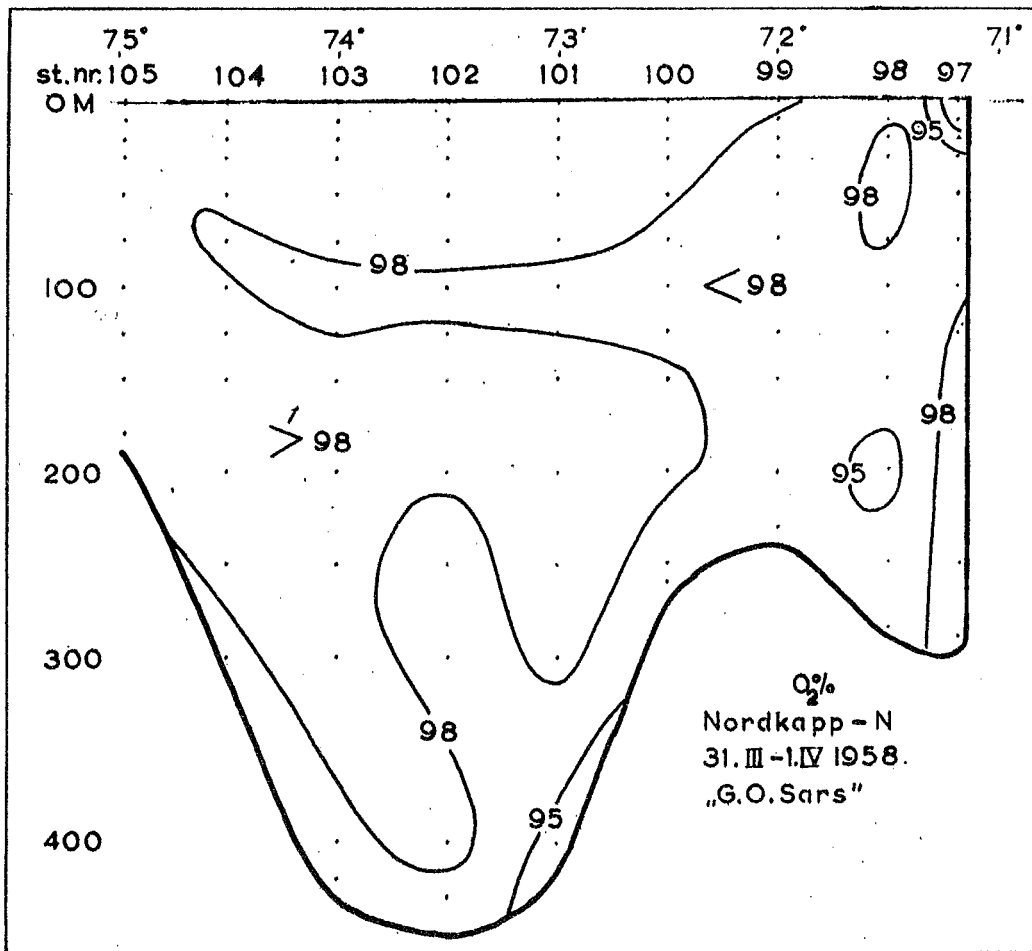 75° 74° 73° 72° 71°
st.nr. 105 104 103 102 101 100 99 98 97
0 M
95
98
98
100
<98
98
>98
200
95
300
98
95
400
O₂%
Nordkapp - N
31. III - 1. IV 1958.
„G.O. Sars"